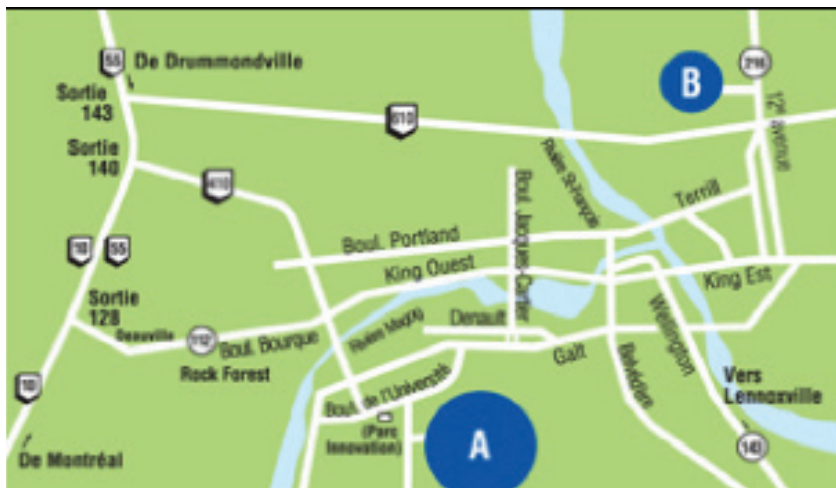 55
De Drummondville
Sortie
143
610
B
216
12e avenue
Sortie
140
410
Rivière St-François
Terrill
Boul. Jacques-Cartier
Boul. Portland
10
55
King Ouest
King Est
Sortie
128
Deauville
112
Boul. Bourque
Rivière Magog
Denault
Galt
Belvédère
Wellington
Rock Forest
Boul. de l'Université
Vers
Lennoxville
10
(Parc
Innovation)
A
143
De Montréal